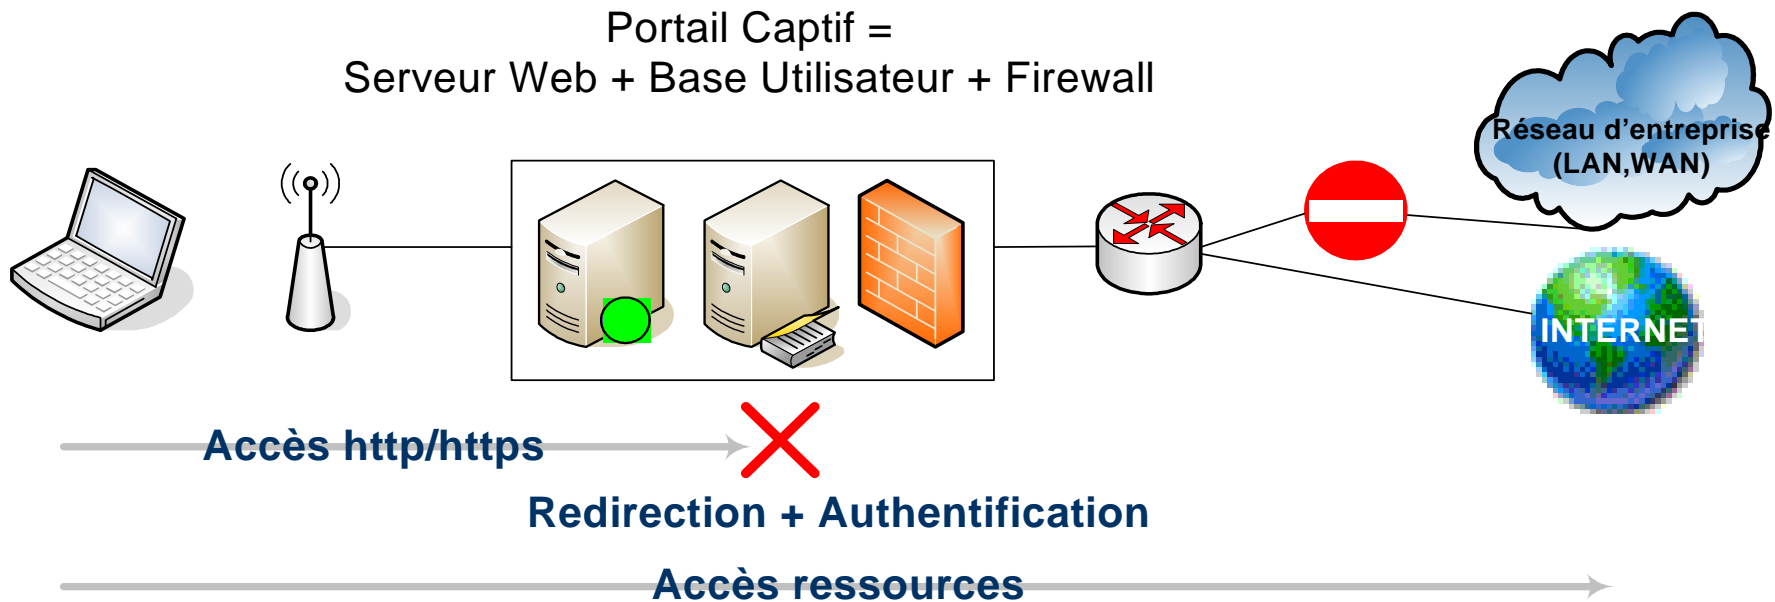 Portail Captif =
Serveur Web + Base Utilisateur + Firewall
Réseau d’entreprise
(LAN,WAN)
INTERNET
Accès http/https
Redirection + Authentification
Accès ressources